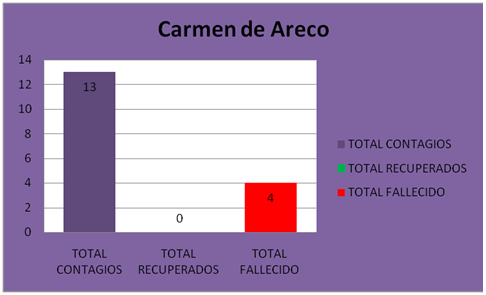 Carmen de Areco
14
12
10
8
6
4
2
0
13
0
4
TOTAL CONTAGIOS
TOTAL RECUPERADOS
TOTAL FALLECIDO
TOTAL
CONTAGIOS
TOTAL
RECUPERADOS
TOTAL
FALLECIDO